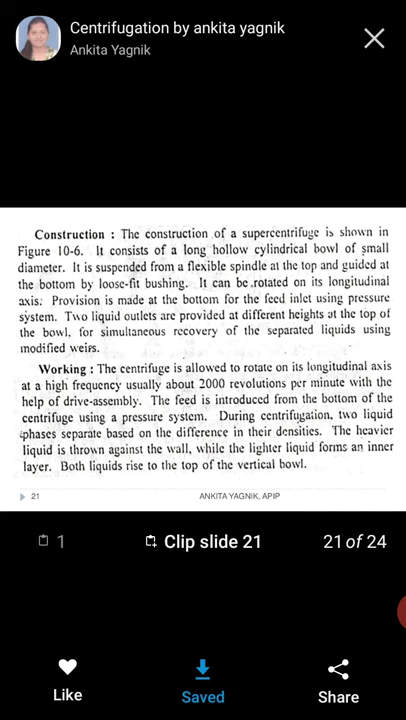 Centrifugation by ankita yagnik
Ankita Yagnik
Construction : The construction of a supercentrifuge is shown in
Figure 10-6. It consists of a long hollow cylindrical bowl of small
diameter. It is suspended from a flexible spindle at the top and guided at
the bottom by loose-fit bushing. It can be rotated on its longitudinal
axis. Provision is made at the bottom for the feed inlet using pressure
system. Two liquid outlets are provided at different heights at the top of
the bowl, for simultaneous recovery of the separated liquids using
modified weirs.
Working : The centrifuge is allowed to rotate on its longitudinal axis
at a high frequency usually about 2000 revolutions per minute with the
help of drive-assembly. The feed is introduced from the bottom of the
centrifuge using a pressure system. During centrifugation, two liquid
phases separate based on the difference in their densities. The heavier
liquid is thrown against the wall, while the lighter liquid forms an inner
layer. Both liquids rise to the top of the vertical bowl.
21 ANKITA YAGNIK, APIP
1 Clip slide 21 21 of 24
Like Saved Share